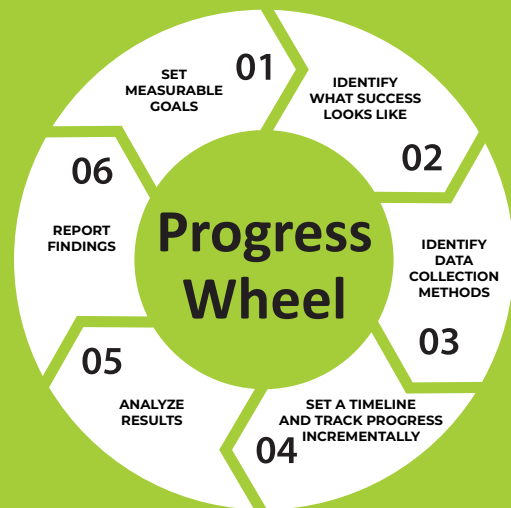 01
SET
MEASURABLE
GOALS
IDENTIFY
WHAT SUCCESS
LOOKS LIKE
02
IDENTIFY
DATA
COLLECTION
METHODS
03
SET A TIMELINE
AND TRACK PROGRESS
INCREMENTALLY
04
05
ANALYZE
RESULTS
06
REPORT
FINDINGS
Progress
Wheel